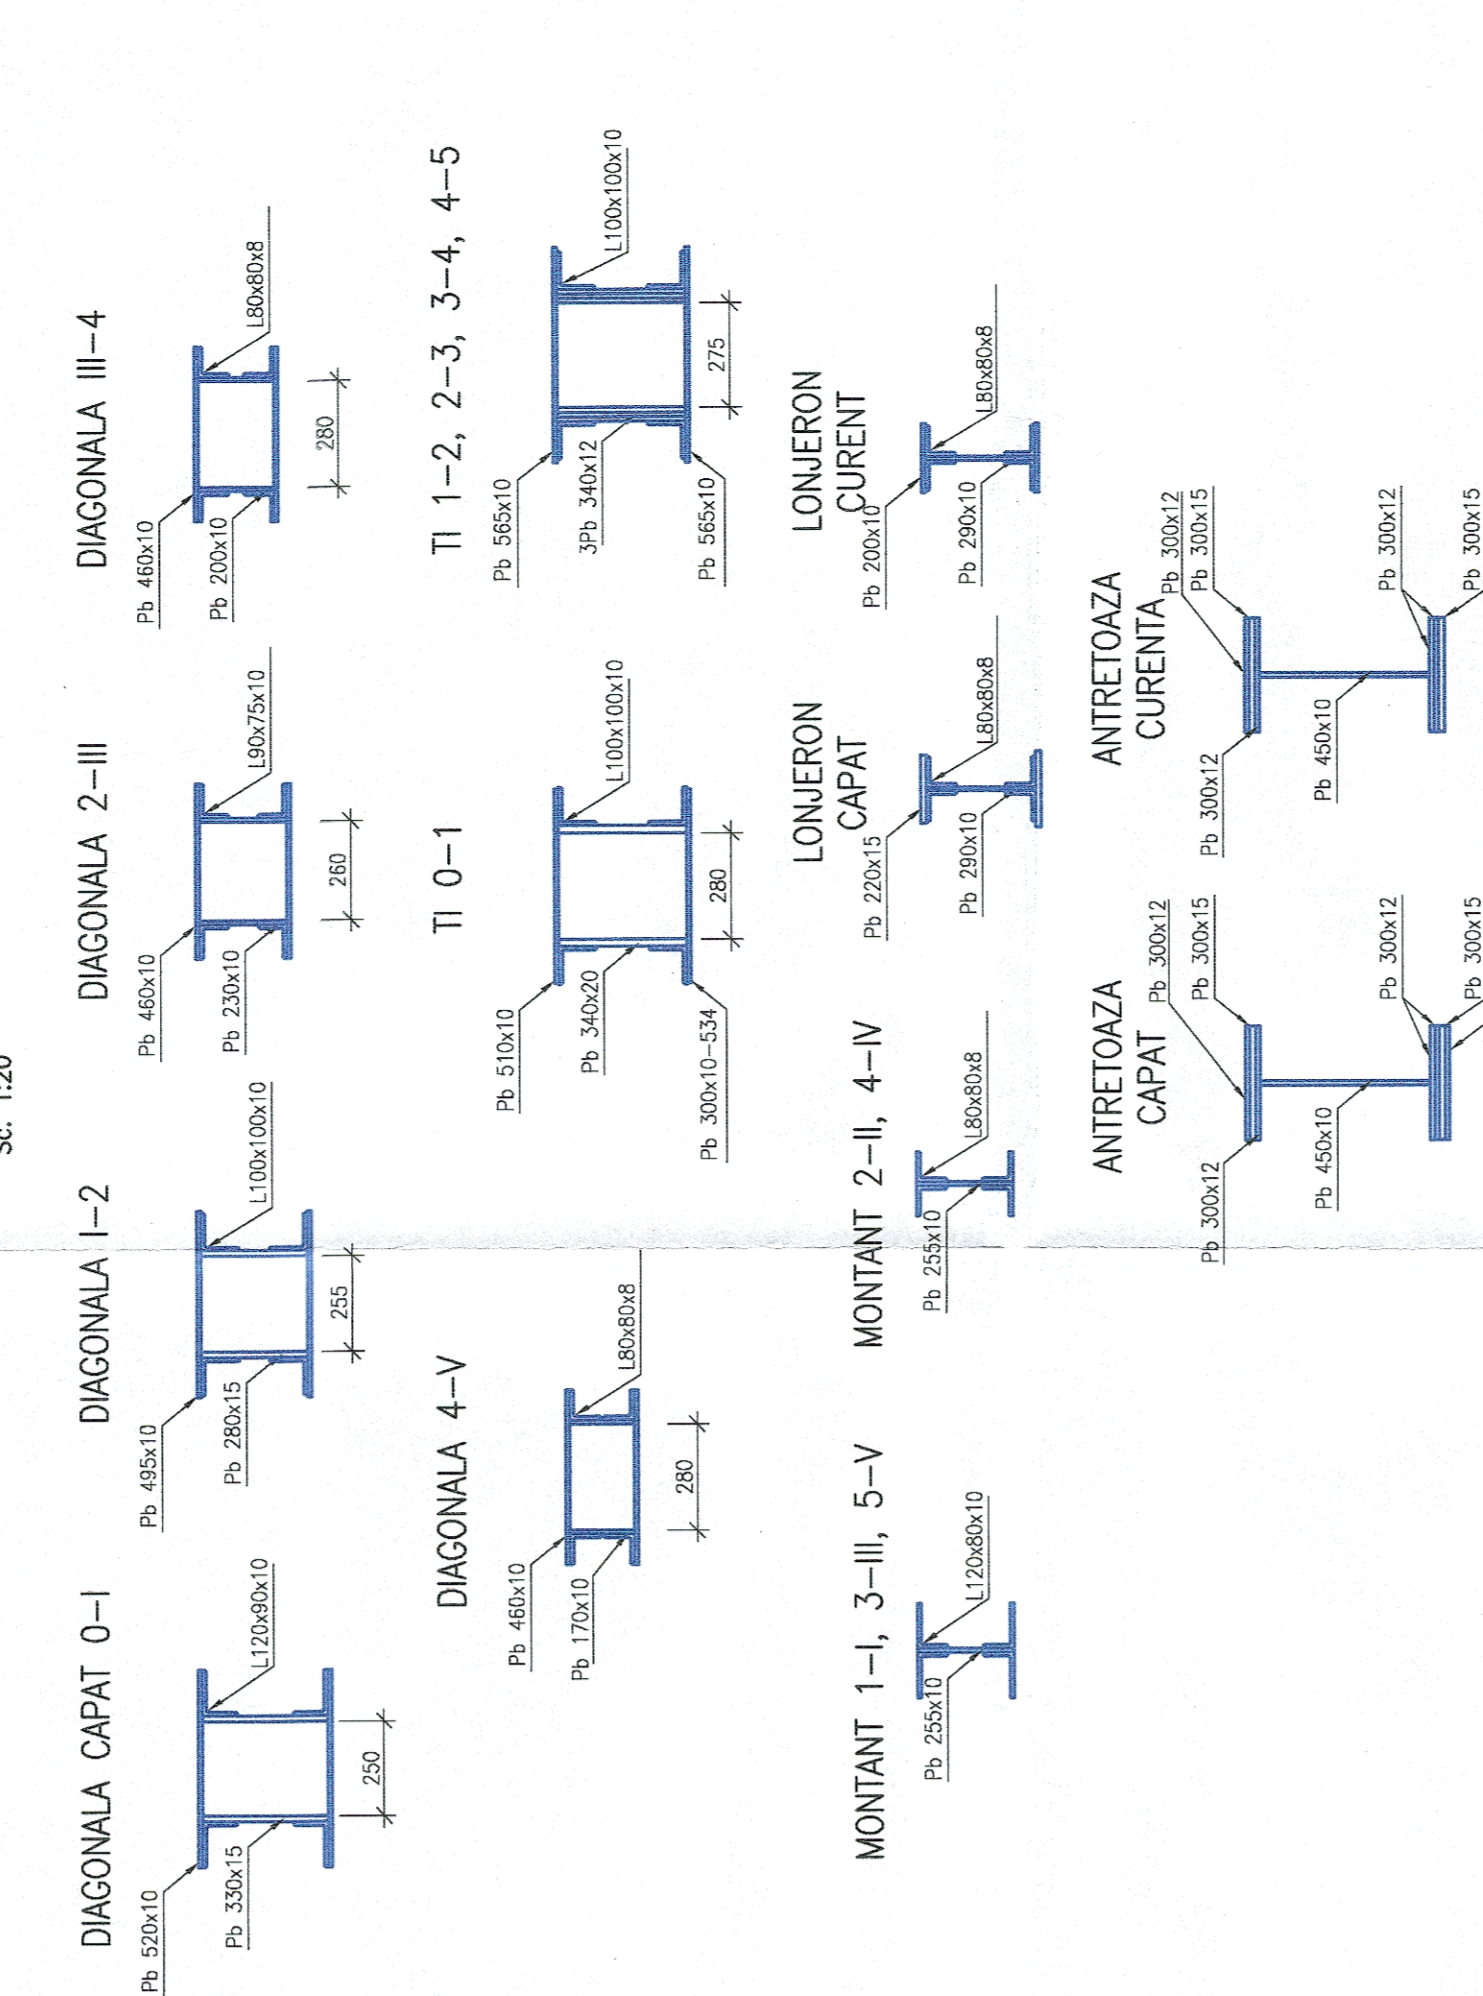 Sc. 1:20
DIAGONALA CAPAT 0-I
Pb 520x10
Pb 330x15
L120x90x10
250
DIAGONALA I-2
Pb 495x10
Pb 280x15
L100x100x10
255
DIAGONALA 2-III
Pb 460x10
Pb 230x10
L90x75x10
260
DIAGONALA III-4
Pb 460x10
Pb 200x10
L80x80x8
280
DIAGONALA 4-V
Pb 460x10
Pb 170x10
L80x80x8
280
TI 0-1
Pb 510x10
Pb 340x20
Pb 300x10-534
L100x100x10
280
TI 1-2, 2-3, 3-4, 4-5
Pb 565x10
3Pb 340x12
Pb 565x10
L100x100x10
275
MONTANT 1-I, 3-III, 5-V
Pb 255x10
L120x80x10
MONTANT 2-II, 4-IV
Pb 255x10
L80x80x8
LONJERON
CAPAT
Pb 220x15
Pb 290x10
L80x80x8
LONJERON
CURENT
Pb 200x10
Pb 290x10
L80x80x8
ANTRETOAZA
CAPAT
Pb 300x12
Pb 300x15
Pb 300x12
Pb 450x10
Pb 300x12
Pb 300x15
ANTRETOAZA
CURENTA
Pb 300x12
Pb 300x15
Pb 300x12
Pb 450x10
Pb 300x12
Pb 300x15